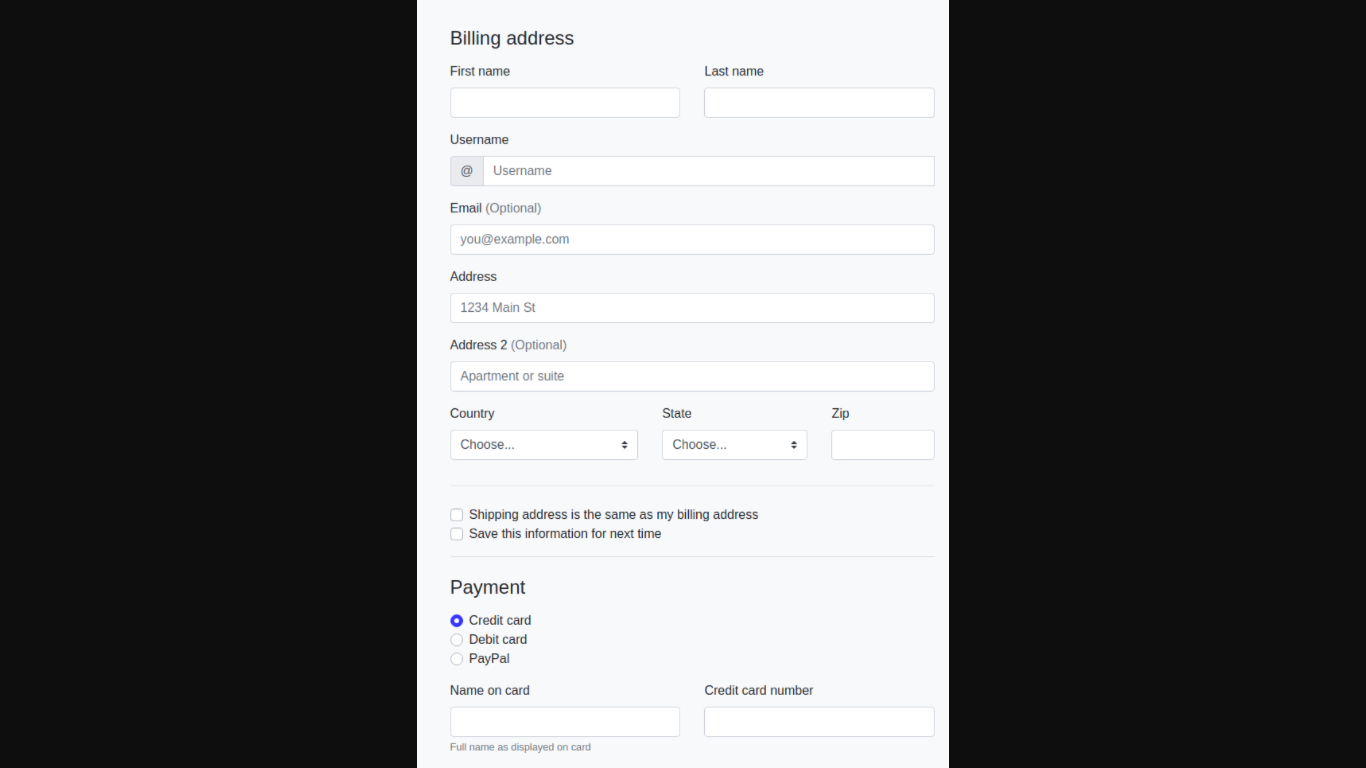 Billing address
First name Last name
Username
@ Username
Email (Optional)
you@example.com
Address
1234 Main St
Address 2 (Optional)
Apartment or suite
Country State Zip
Choose... Choose...
Shipping address is the same as my billing address
Save this information for next time
Payment
Credit card
Debit card
PayPal
Name on card Credit card number
Full name as displayed on card